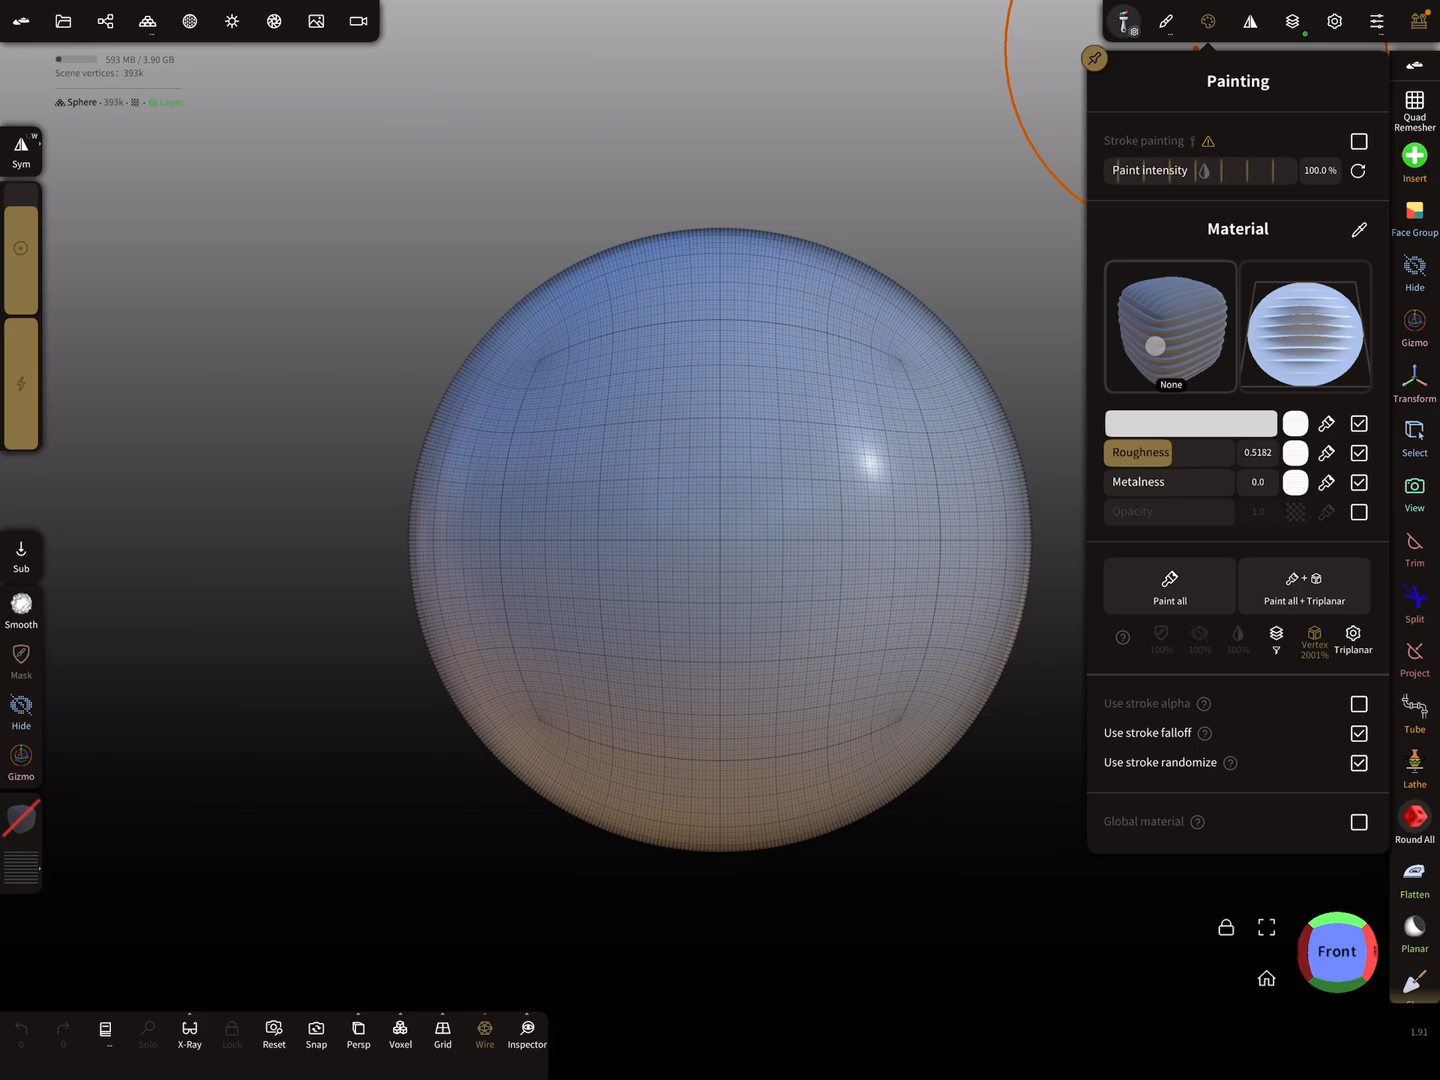 593 MB / 3.90 GB
Scene vertices: 393k
Sphere · 393k · · Layer
W
Sym
Sub
Smooth
Mask
Hide
Gizmo
Painting
Stroke painting
Paint intensity 100.0 %
Material
None
Roughness 0.5182
Metalness 0.0
Opacity 1.0
Paint all
+
Paint all + Triplanar
?
100%
100%
100%
Vertex
2001%
Triplanar
Use stroke alpha ?
Use stroke falloff ?
Use stroke randomize ?
Global material ?
Quad
Remesher
Insert
Face Group
Hide
Gizmo
Transform
Select
View
Trim
Split
Project
Tube
Lathe
Round All
Flatten
Planar
Front
0
0
...
Solo
X-Ray
Lock
Reset
Snap
Persp
Voxel
Grid
Wire
Inspector
1.91